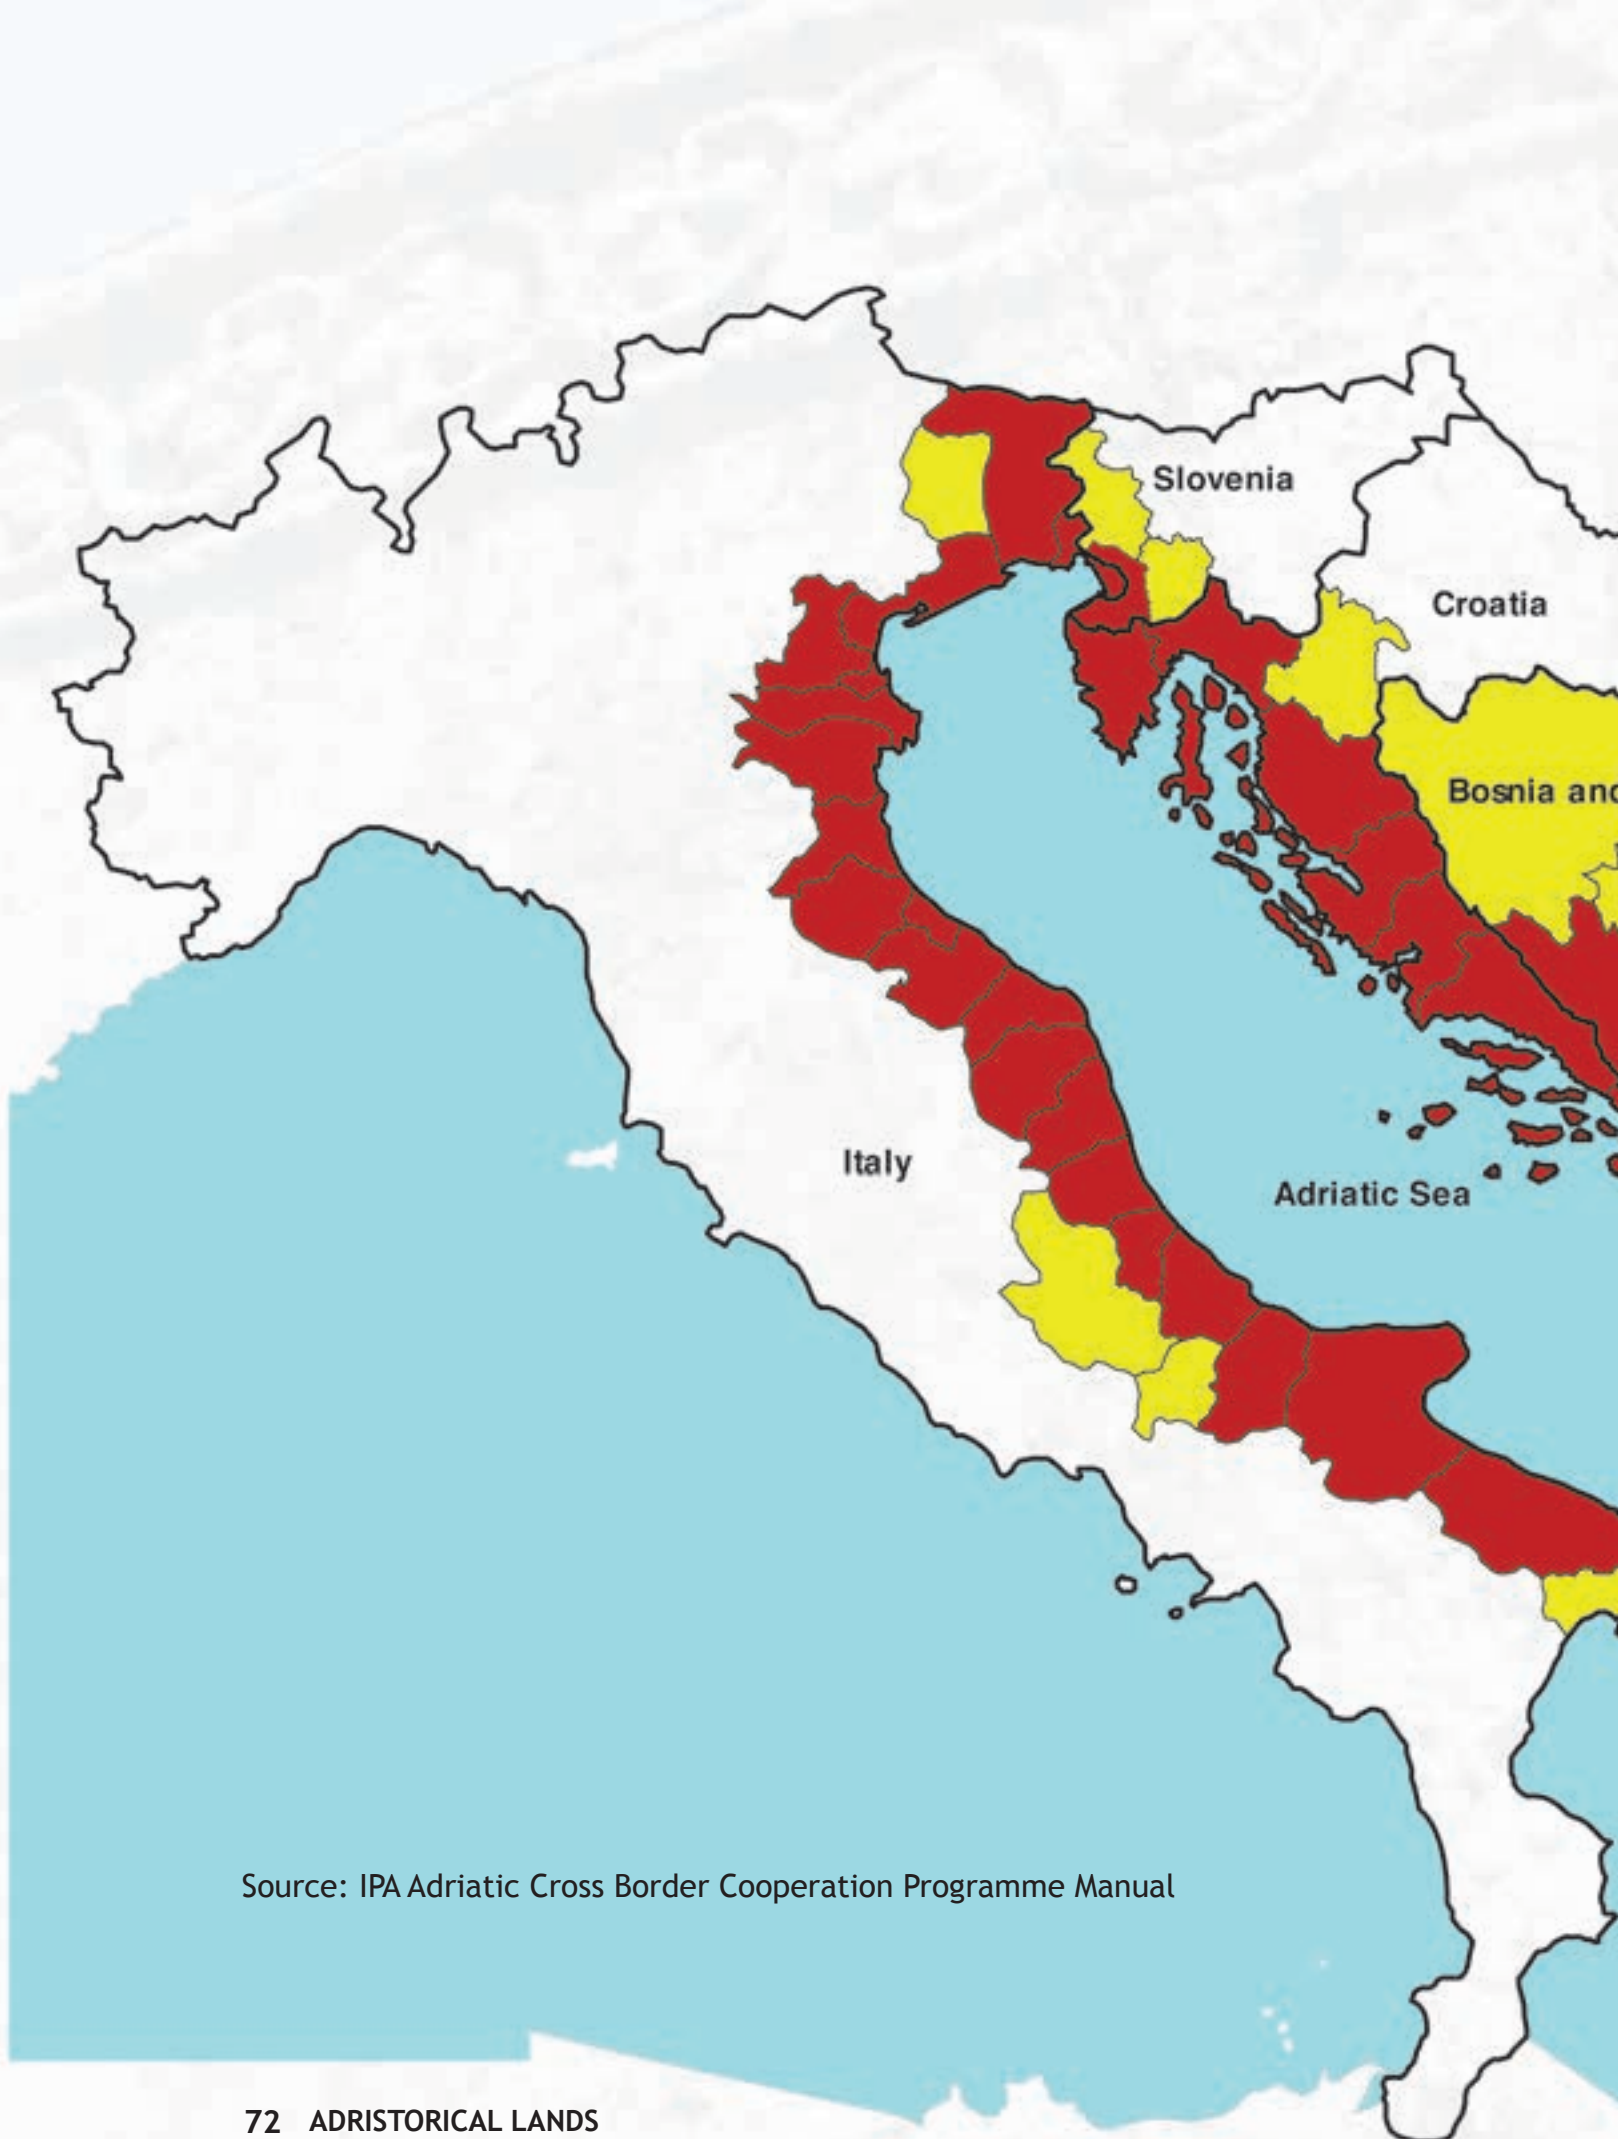 Slovenia
Croatia
Bosnia and
Italy
Adriatic Sea
Source: IPA Adriatic Cross Border Cooperation Programme Manual
72 ADRISTORICAL LANDS